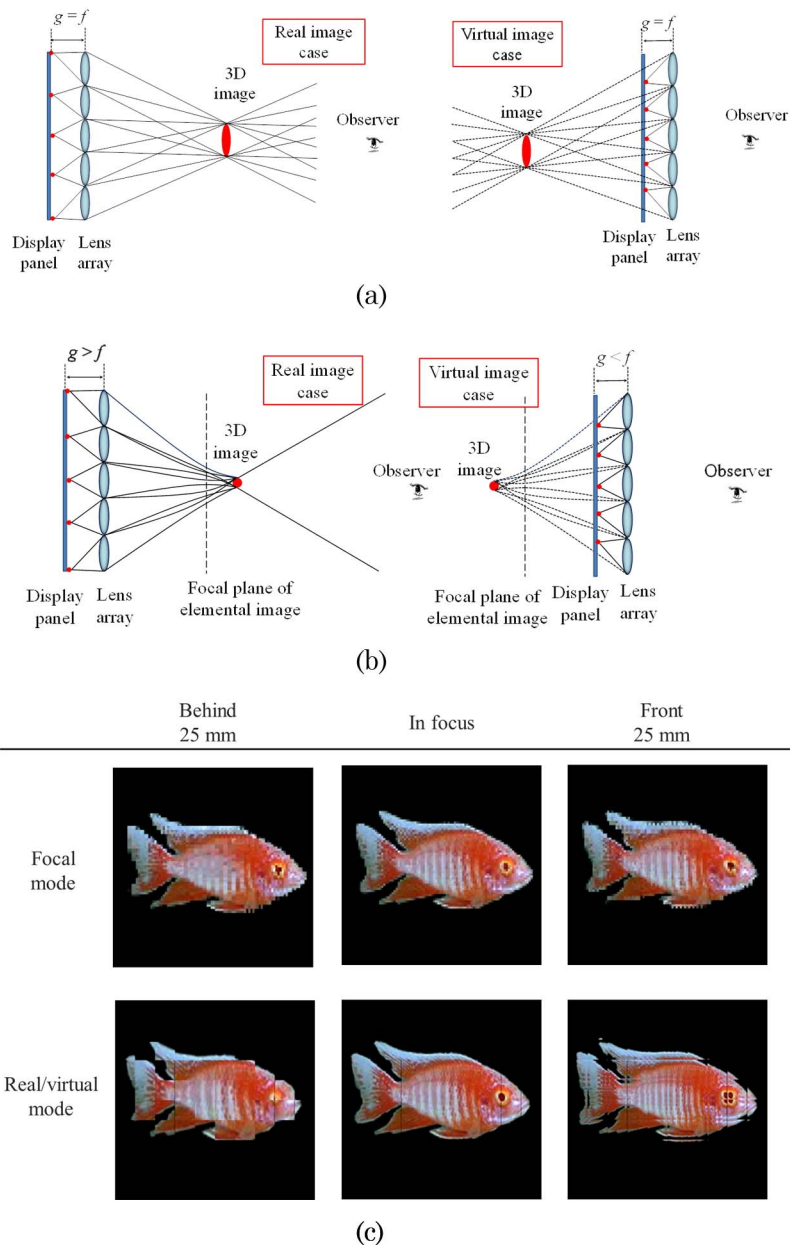 g = f
Real image
case
3D
image
Observer
Display
panel
Lens
array
Virtual image
case
g = f
3D
image
Observer
Display
panel
Lens
array
(a)
g > f
Real image
case
3D
image
Observer
Display
panel
Lens
array
Focal plane of
elemental image
Virtual image
case
g < f
3D
image
Observer
Focal plane of
elemental image
Display
panel
Lens
array
(b)
Behind
25 mm
In focus
Front
25 mm
Focal
mode
Real/virtual
mode
(c)